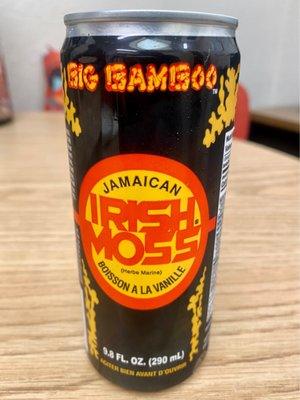 BIG BAMBOO™
JAMAICAN
IRISH
MOSS
(Herbe Marine)
BOISSON A LA VANILLE
9.8 FL. OZ. (290 mL)
AGITER BIEN AVANT D'OUVRIR